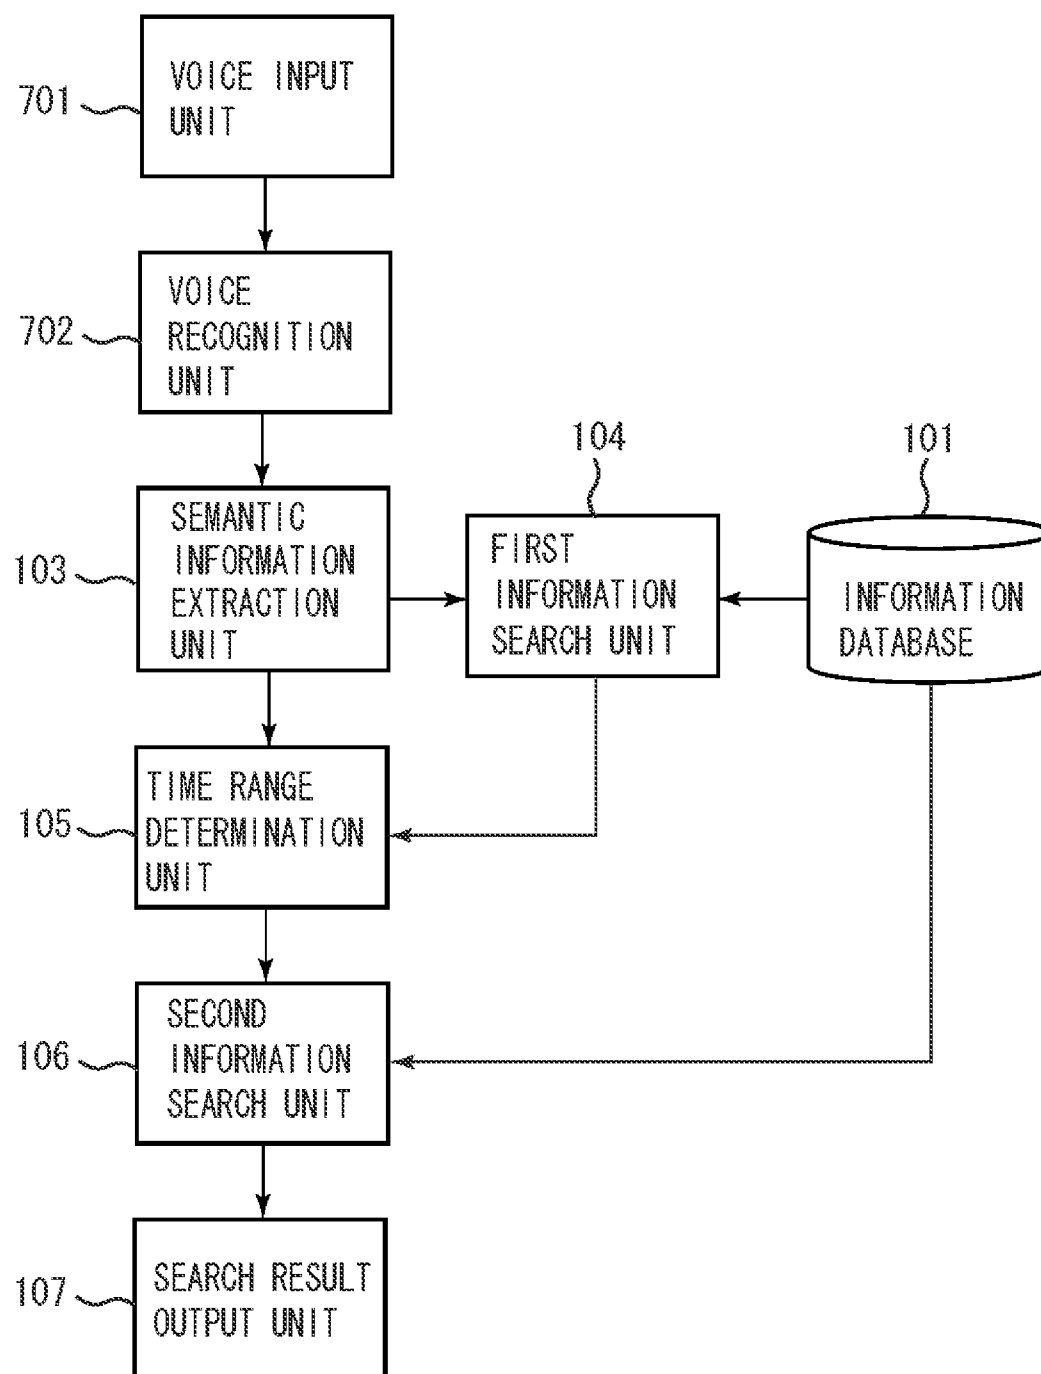 VOICE INPUT
UNIT
701
VOICE
RECOGNITION
UNIT
702
104
101
SEMANTIC
INFORMATION
EXTRACTION
UNIT
103
FIRST
INFORMATION
SEARCH UNIT
INFORMATION
DATABASE
TIME RANGE
DETERMINATION
UNIT
105
SECOND
INFORMATION
SEARCH UNIT
106
SEARCH RESULT
OUTPUT UNIT
107